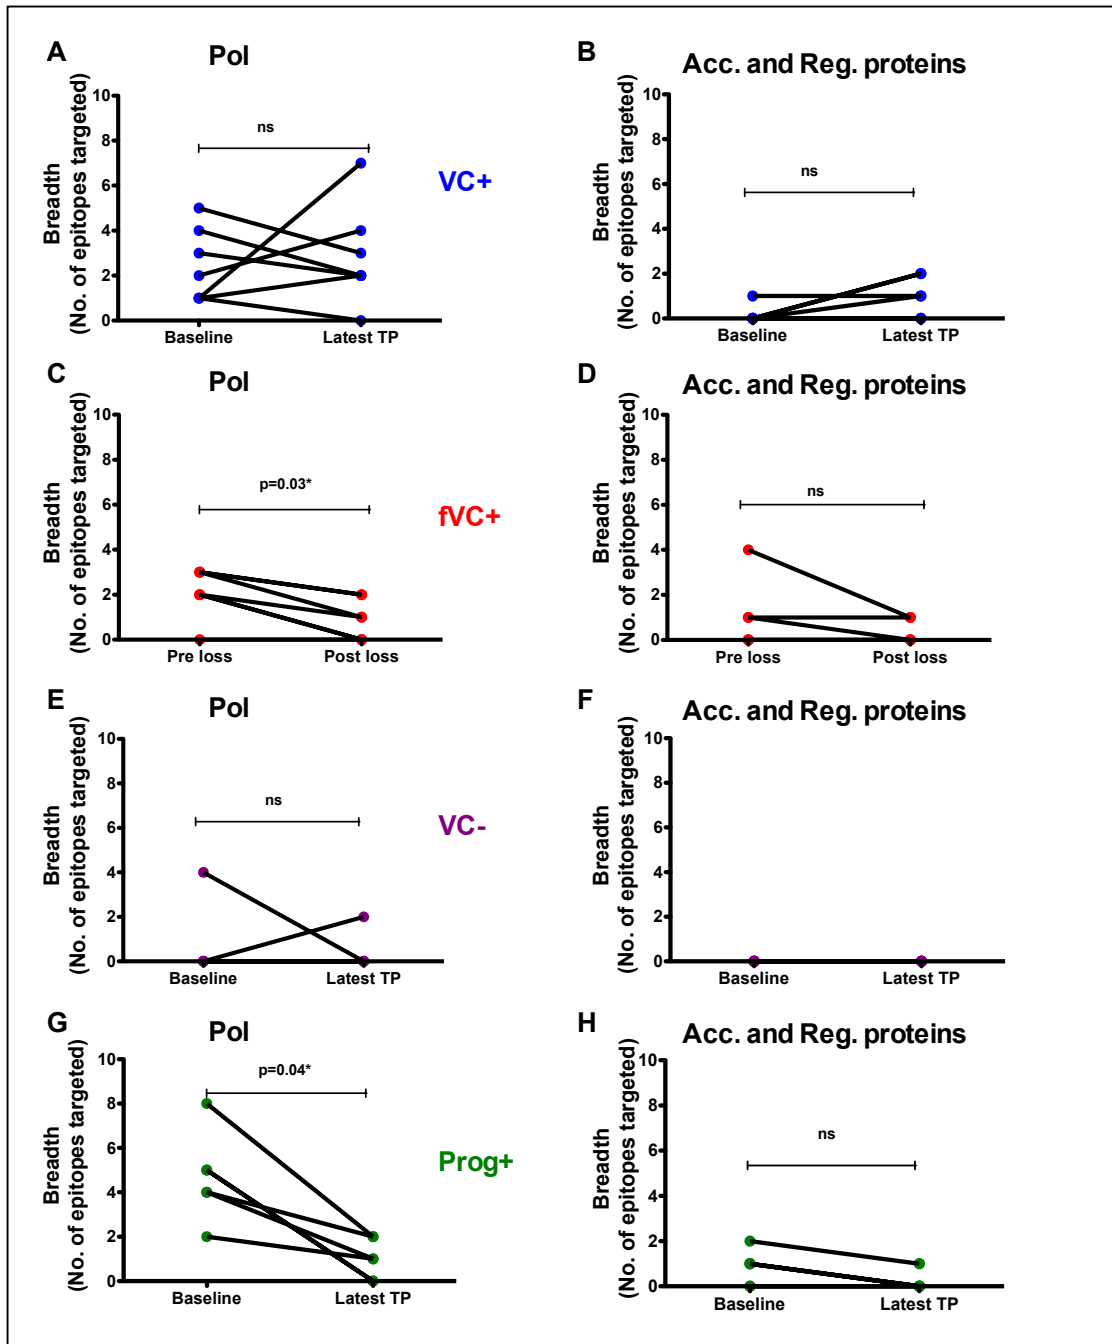 A
Pol
Breadth
(No. of epitopes targeted)
10
8
6
4
2
0
ns
Baseline
Latest TP
VC+
B
Acc. and Reg. proteins
Breadth
(No. of epitopes targeted)
10
8
6
4
2
0
ns
Baseline
Latest TP
C
Pol
Breadth
(No. of epitopes targeted)
10
8
6
4
2
0
p=0.03*
Pre loss
Post loss
fVC+
D
Acc. and Reg. proteins
Breadth
(No. of epitopes targeted)
10
8
6
4
2
0
ns
Pre loss
Post loss
E
Pol
Breadth
(No. of epitopes targeted)
10
8
6
4
2
0
ns
Baseline
Latest TP
VC-
F
Acc. and Reg. proteins
Breadth
(No. of epitopes targeted)
10
8
6
4
2
0
Baseline
Latest TP
G
Pol
Breadth
(No. of epitopes targeted)
10
8
6
4
2
0
p=0.04*
Baseline
Latest TP
Prog+
H
Acc. and Reg. proteins
Breadth
(No. of epitopes targeted)
10
8
6
4
2
0
ns
Baseline
Latest TP